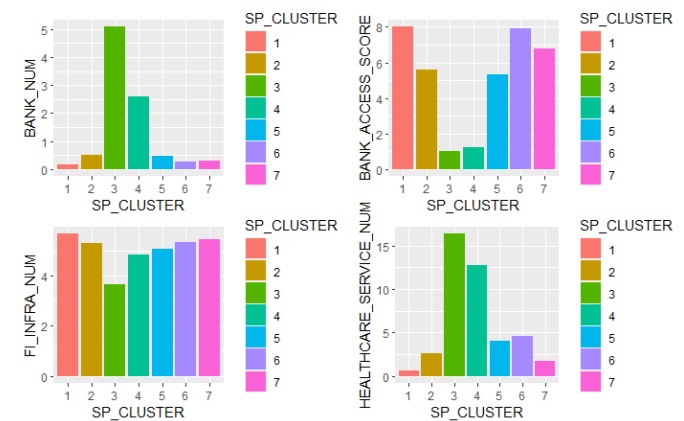 SP_CLUSTER
BANK_NUM
5
4
3
2
1
0
1 2 3 4 5 6 7
SP_CLUSTER
1
2
3
4
5
6
7
SP_CLUSTER
BANK_ACCESS_SCORE
8
6
4
2
0
1 2 3 4 5 6 7
SP_CLUSTER
1
2
3
4
5
6
7
SP_CLUSTER
FI_INFRA_NUM
4
2
0
1 2 3 4 5 6 7
SP_CLUSTER
1
2
3
4
5
6
7
SP_CLUSTER
HEALTHCARE_SERVICE_NUM
15
10
5
0
1 2 3 4 5 6 7
SP_CLUSTER
1
2
3
4
5
6
7